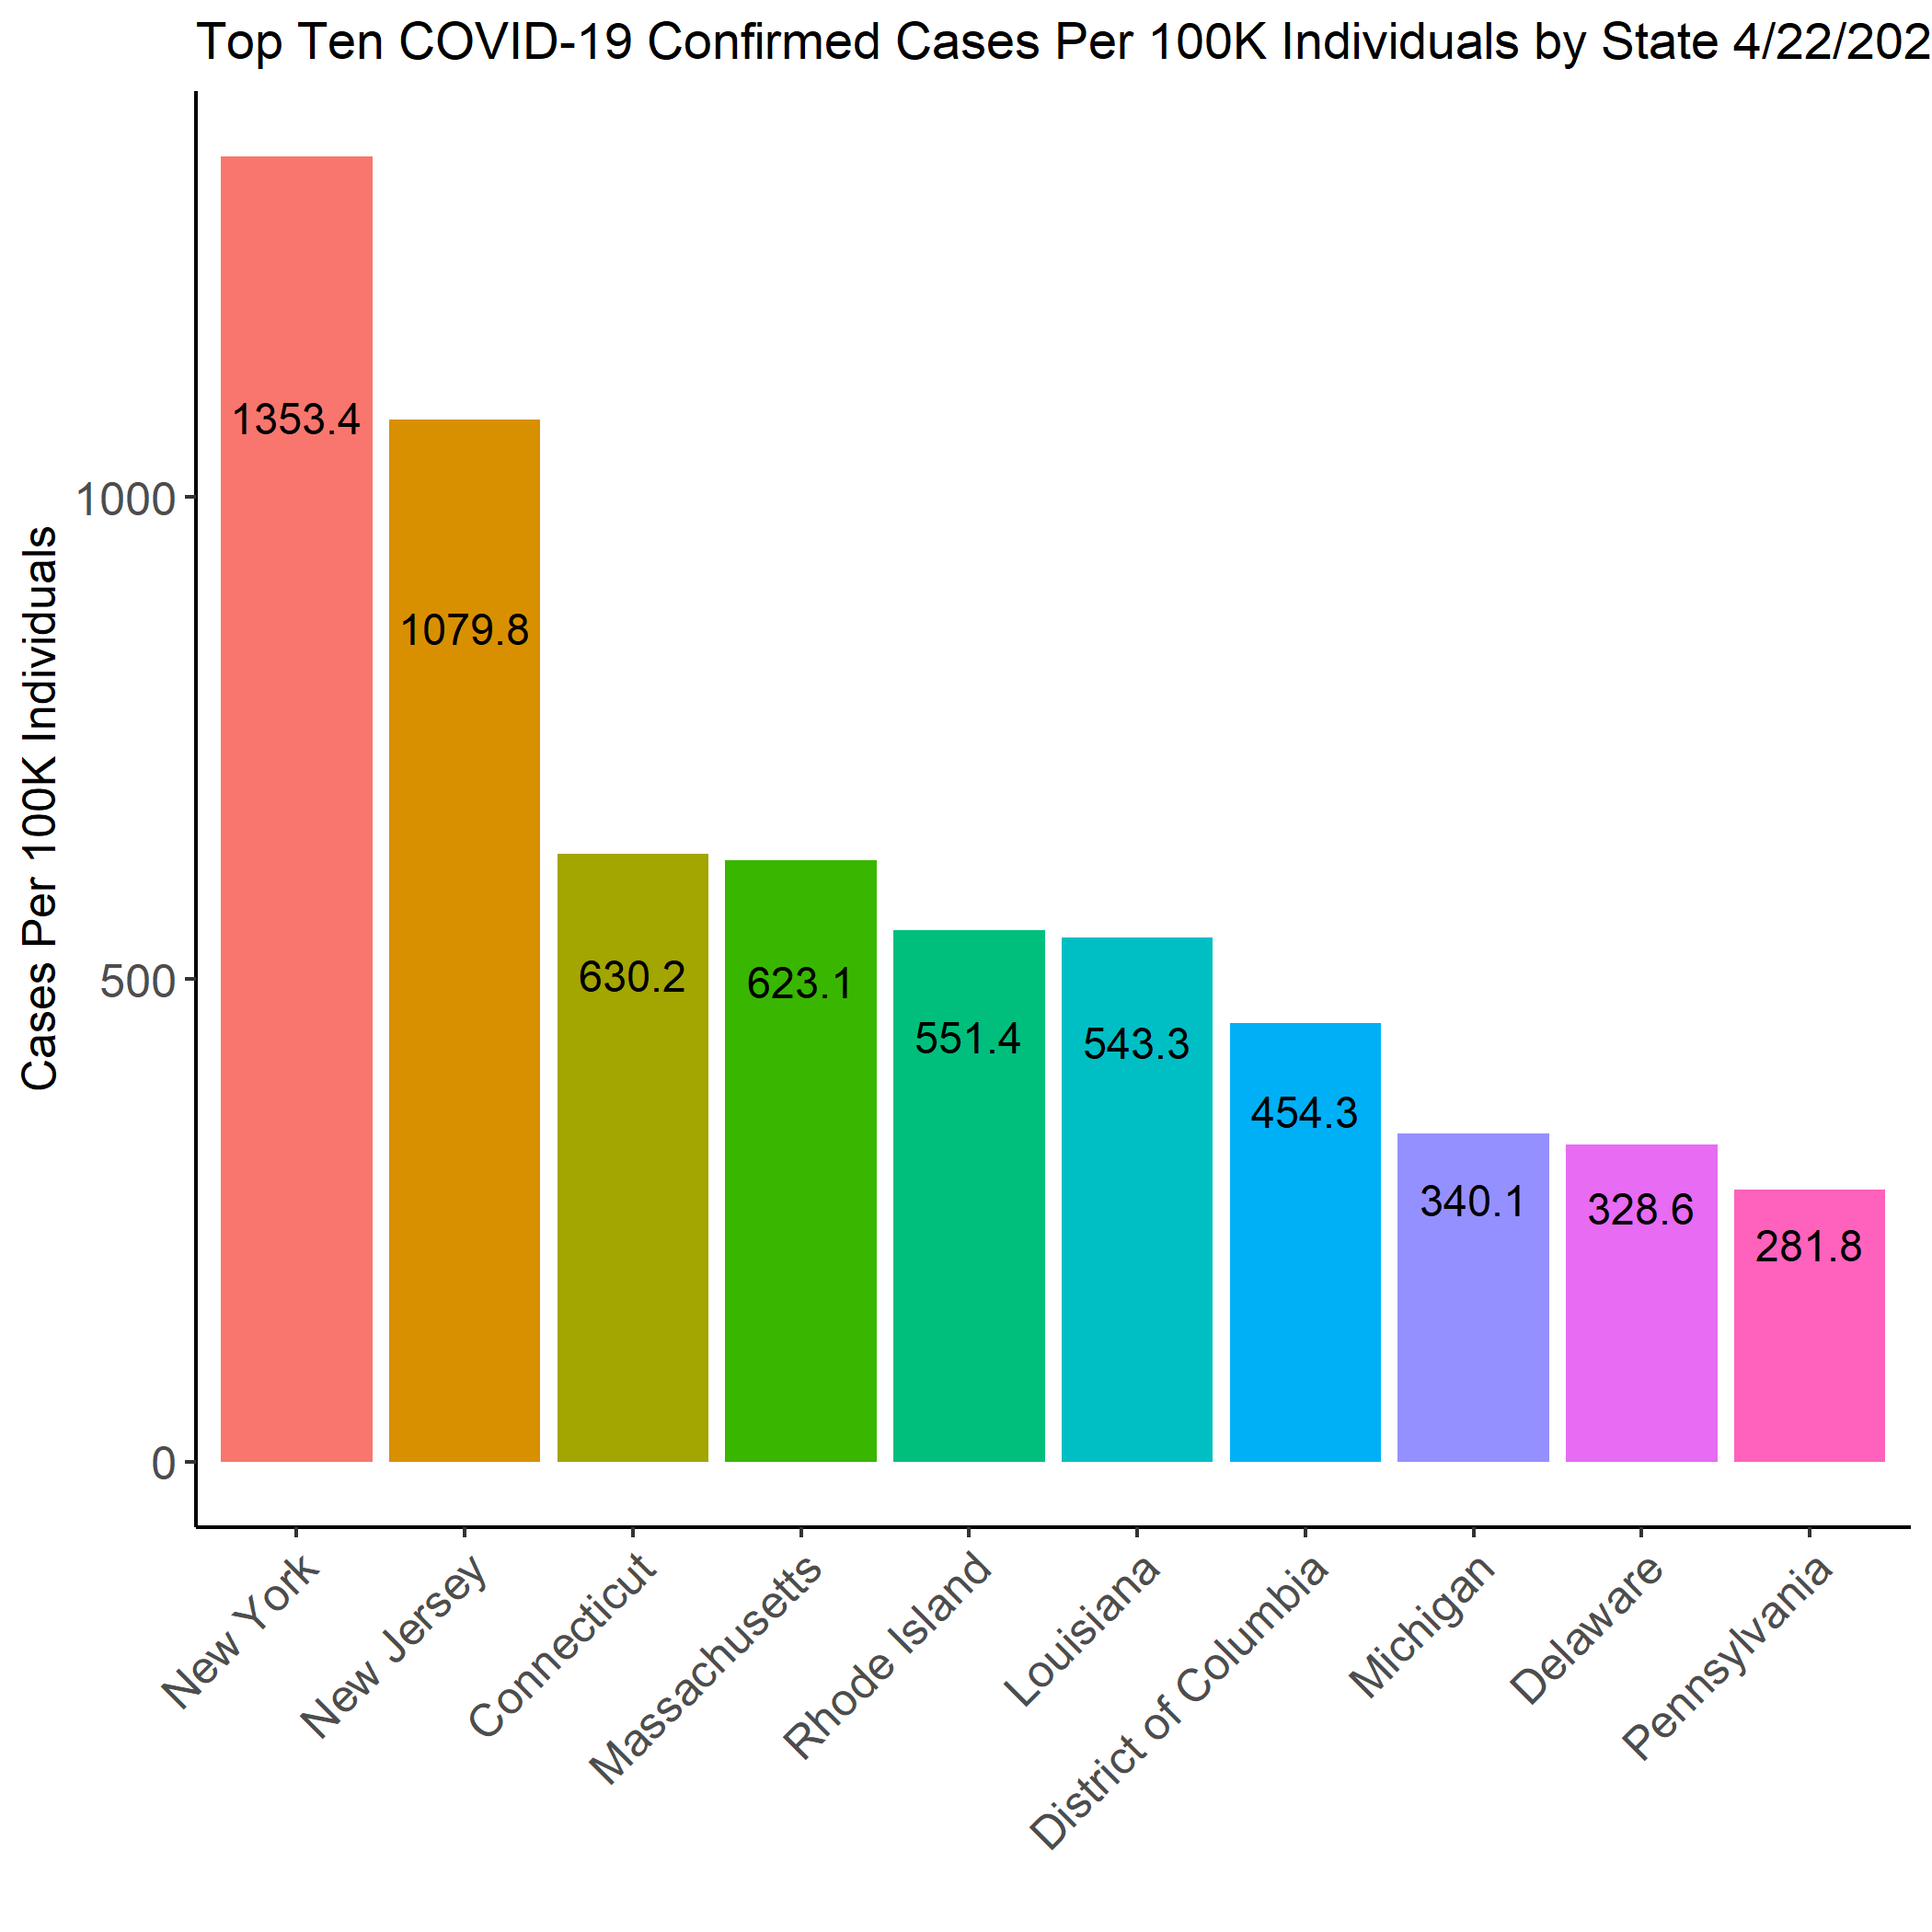 Top Ten COVID-19 Confirmed Cases Per 100K Individuals by State 4/22/202
Cases Per 100K Individuals
1000
500
0
1353.4
1079.8
630.2
623.1
551.4
543.3
454.3
340.1
328.6
281.8
New York
New Jersey
Connecticut
Massachusetts
Rhode Island
Louisiana
District of Columbia
Michigan
Delaware
Pennsylvania